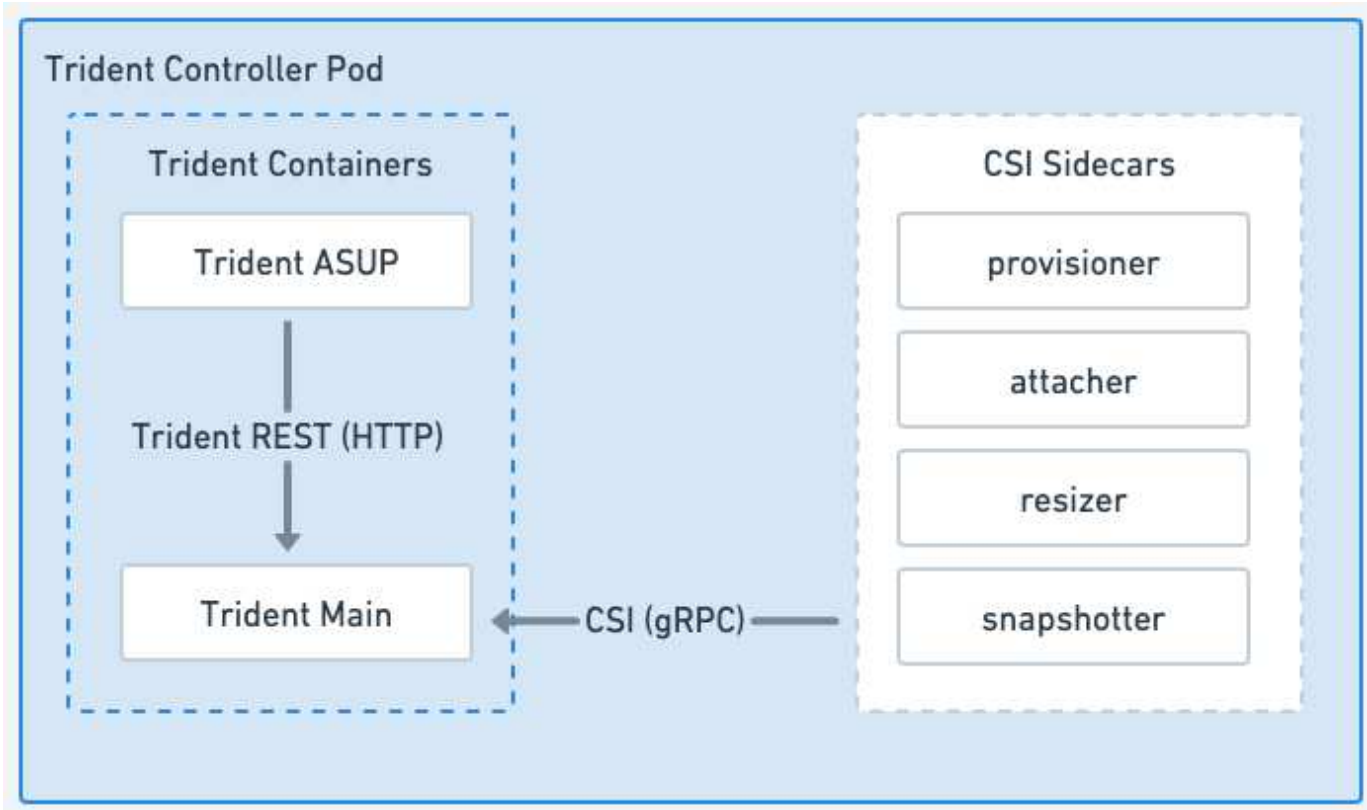 Trident Controller Pod
Trident Containers
Trident ASUP
Trident REST (HTTP)
Trident Main
CSI (gRPC)
CSI Sidecars
provisioner
attacher
resizer
snapshotter